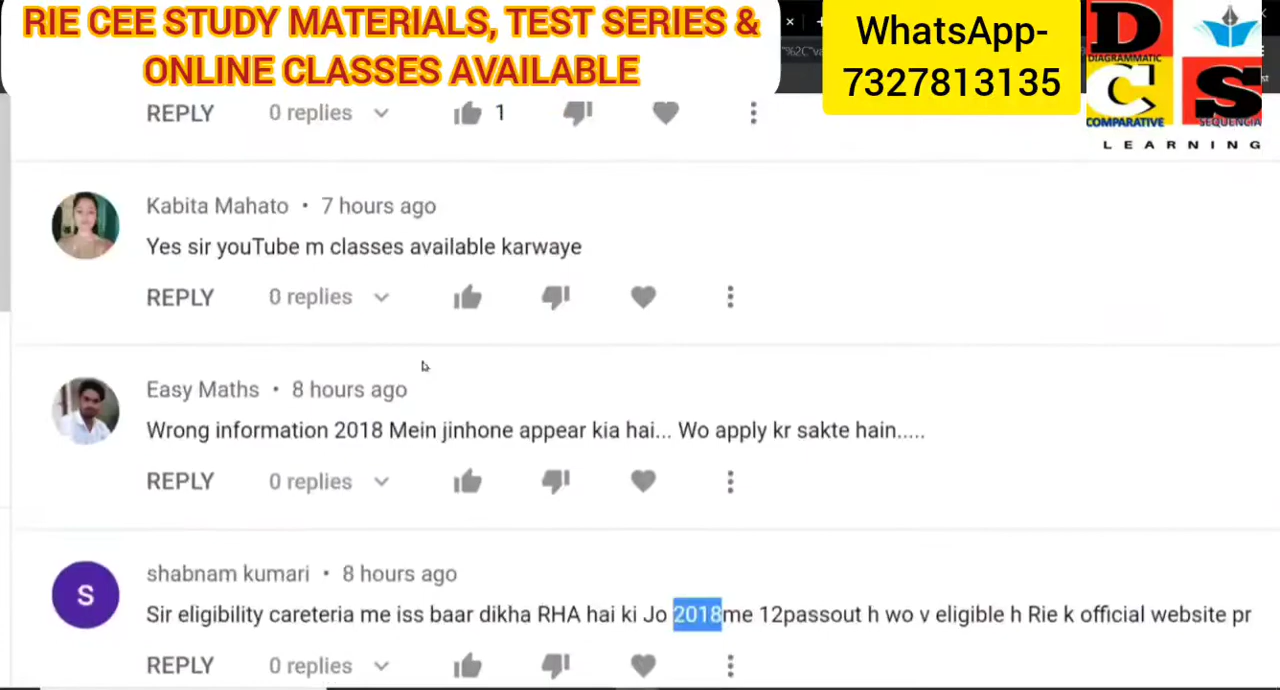 RIE CEE STUDY MATERIALS, TEST SERIES &
ONLINE CLASSES AVAILABLE
WhatsApp-
7327813135
D
DIAGRAMMATIC
C
COMPARATIVE
S
SEQUENCIA
LEARNING
REPLY 0 replies 1
Kabita Mahato • 7 hours ago
Yes sir youTube m classes available karwaye
REPLY 0 replies
Easy Maths • 8 hours ago
Wrong information 2018 Mein jinhone appear kia hai... Wo apply kr sakte hain.....
REPLY 0 replies
S
shabnam kumari • 8 hours ago
Sir eligibility careteria me iss baar dikha RHA hai ki Jo 2018me 12passout h wo v eligible h Rie k official website pr
REPLY 0 replies